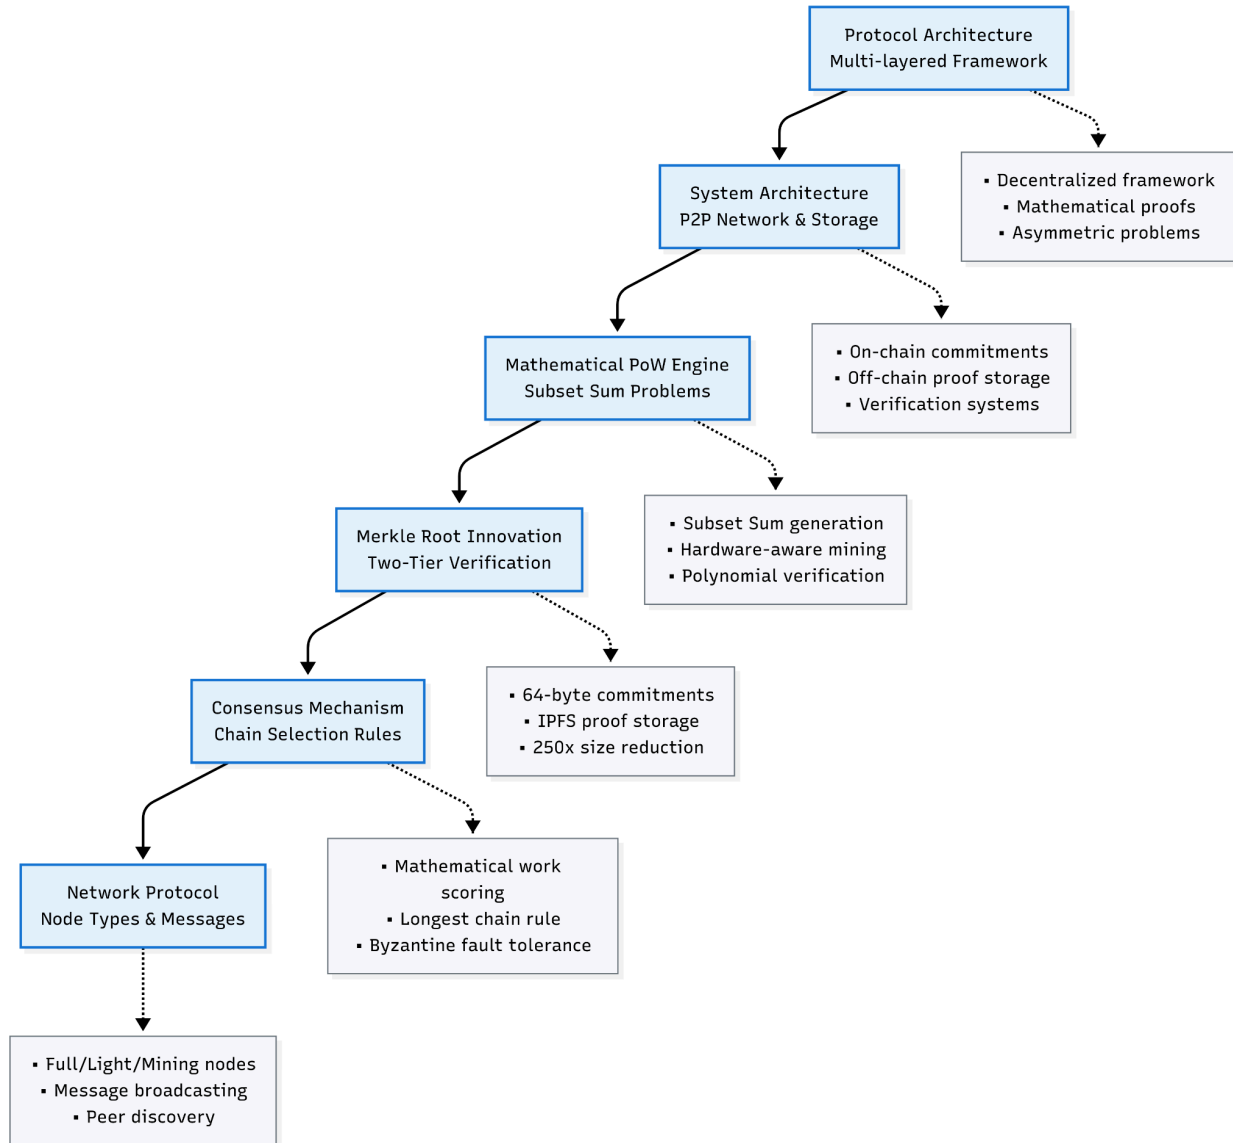 Protocol Architecture
Multi-layered Framework
▪ Decentralized framework
▪ Mathematical proofs
▪ Asymmetric problems
System Architecture
P2P Network & Storage
▪ On-chain commitments
▪ Off-chain proof storage
▪ Verification systems
Mathematical PoW Engine
Subset Sum Problems
▪ Subset Sum generation
▪ Hardware-aware mining
▪ Polynomial verification
Merkle Root Innovation
Two-Tier Verification
▪ 64-byte commitments
▪ IPFS proof storage
▪ 250x size reduction
Consensus Mechanism
Chain Selection Rules
▪ Mathematical work
scoring
▪ Longest chain rule
▪ Byzantine fault tolerance
Network Protocol
Node Types & Messages
▪ Full/Light/Mining nodes
▪ Message broadcasting
▪ Peer discovery